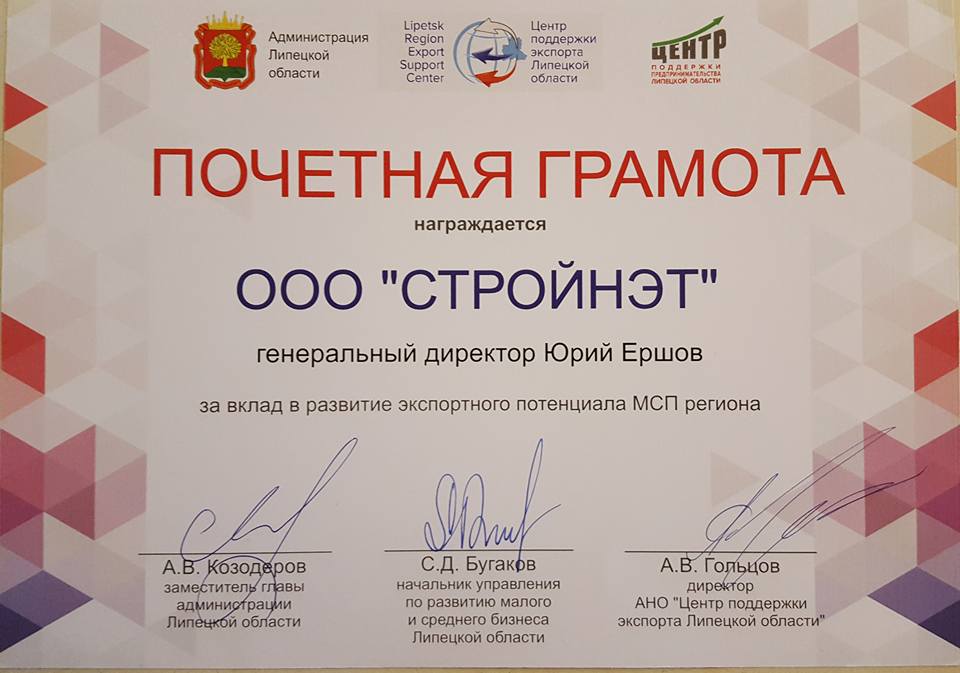 Администрация
Липецкой
области
Lipetsk
Region
Export
Support
Center
Центр
поддержки
экспорта
Липецкой
области
ЦЕНТР
ПОДДЕРЖКИ
ПРЕДПРИНИМАТЕЛЬСТВА
ЛИПЕЦКОЙ ОБЛАСТИ
ПОЧЕТНАЯ ГРАМОТА
награждается
ООО "СТРОЙНЭТ"
генеральный директор Юрий Ершов
за вклад в развитие экспортного потенциала МСП региона
А.В. Козодеров
заместитель главы
администрации
Липецкой области
С.Д. Бугаков
начальник управления
по развитию малого
и среднего бизнеса
Липецкой области
А.В. Гольцов
директор
АНО "Центр поддержки
экспорта Липецкой области"